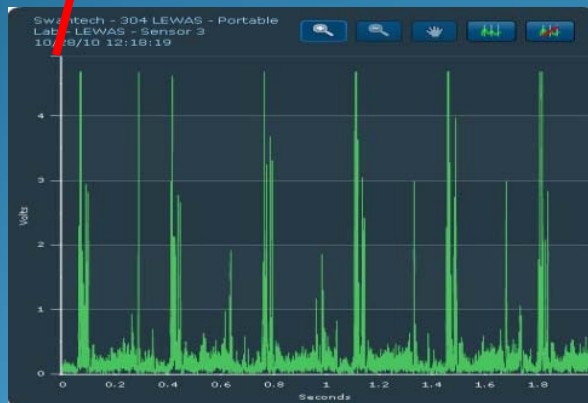 Swantech - 304 LEWAS - Portable
Lab - LEWAS - Sensor 3
10/28/10 12:18:19
4
3
Volts
2
1
0
0 0.2 0.4 0.6 0.8 1 1.2 1.4 1.6 1.8
Seconds